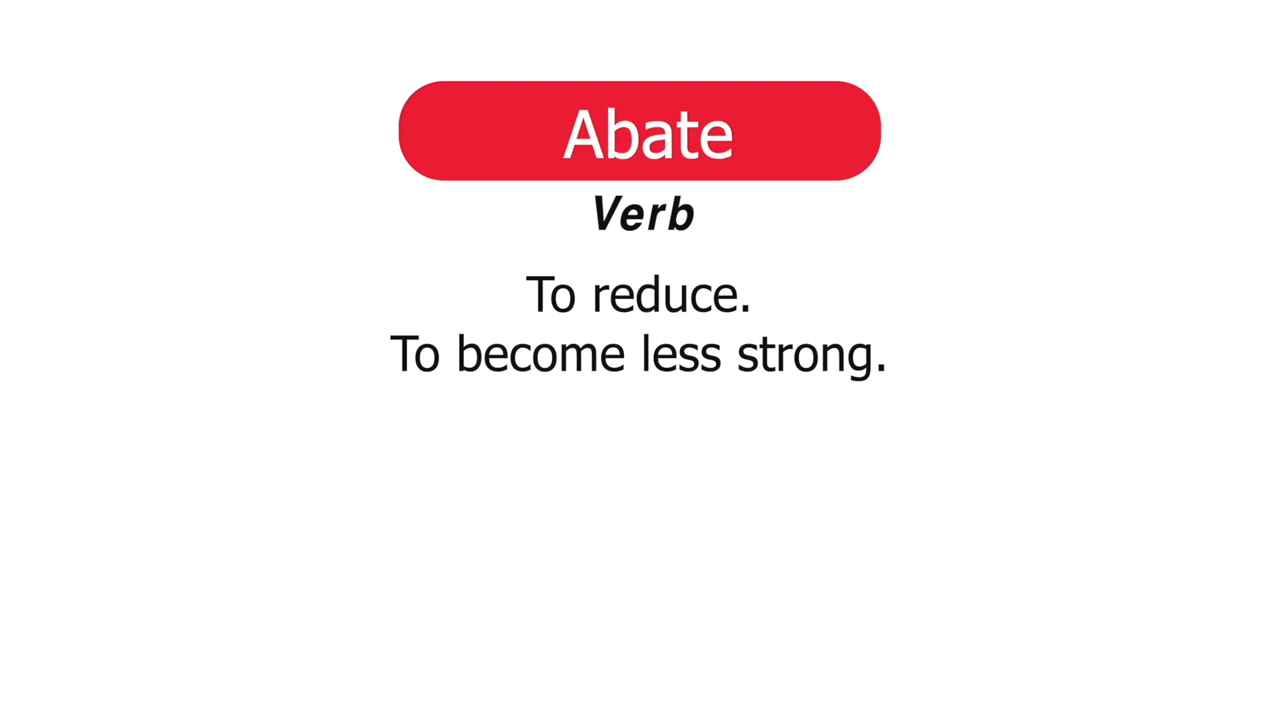 Abate
Verb
To reduce.
To become less strong.